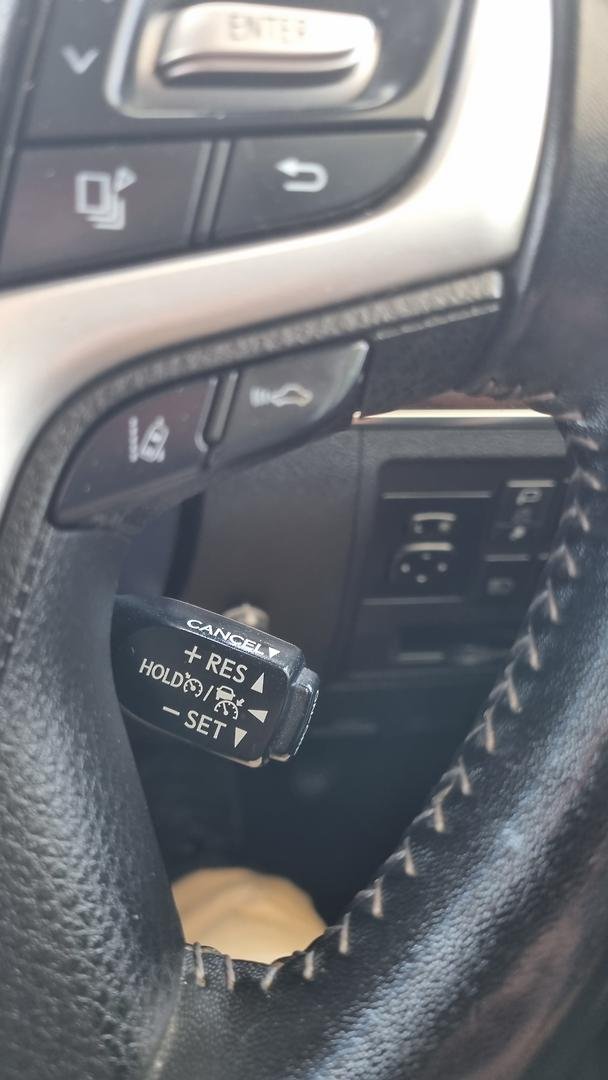 ENTER
CANCEL▼
+ RES ▲
HOLD / ◀
− SET ▼